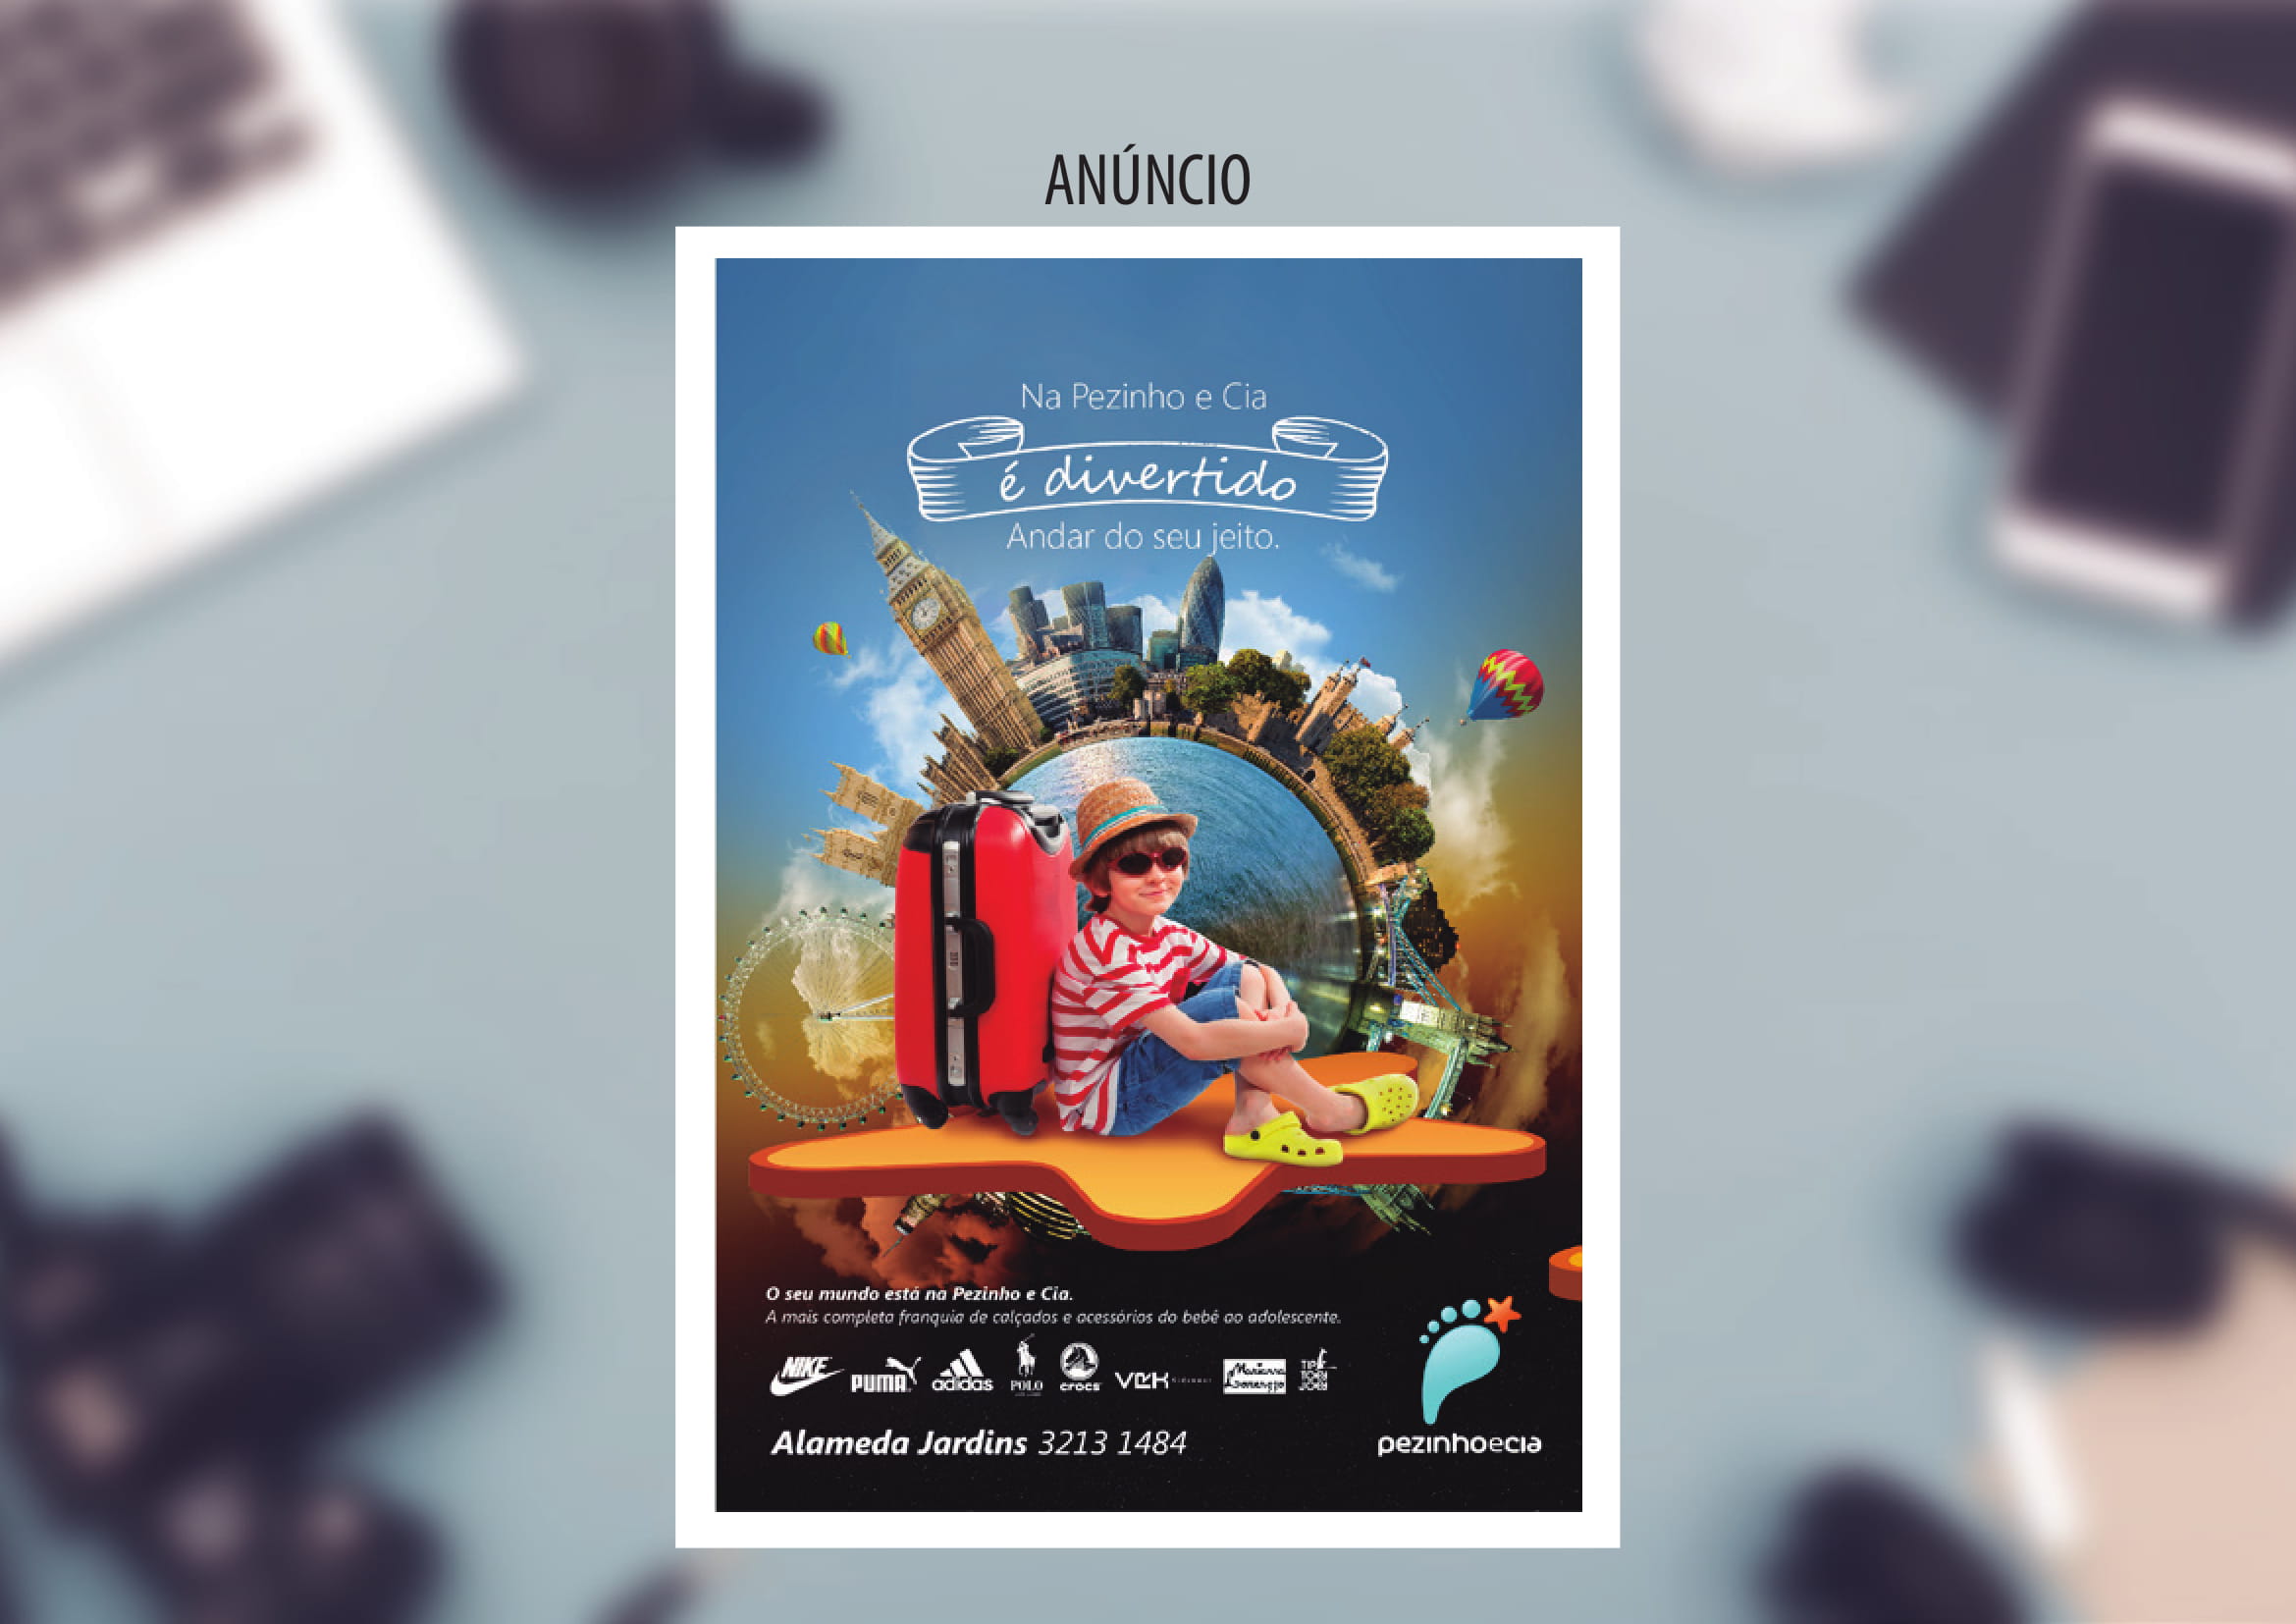 ANÚNCIO
Na Pezinho e Cia
é divertido
Andar do seu jeito.
O seu mundo está na Pezinho e Cia.
A mais completa franquia de calçados e acessórios do bebê ao adolescente.
NIKE PUMA adidas POLO crocs
Alameda Jardins 3213 1484
pezinhoecia